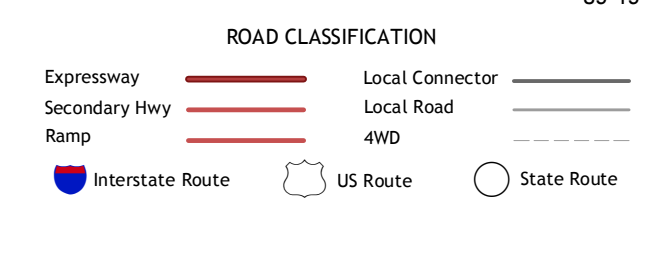 ROAD CLASSIFICATION
Expressway
Local Connector
Secondary Hwy
Local Road
Ramp
4WD
Interstate Route
US Route
State Route